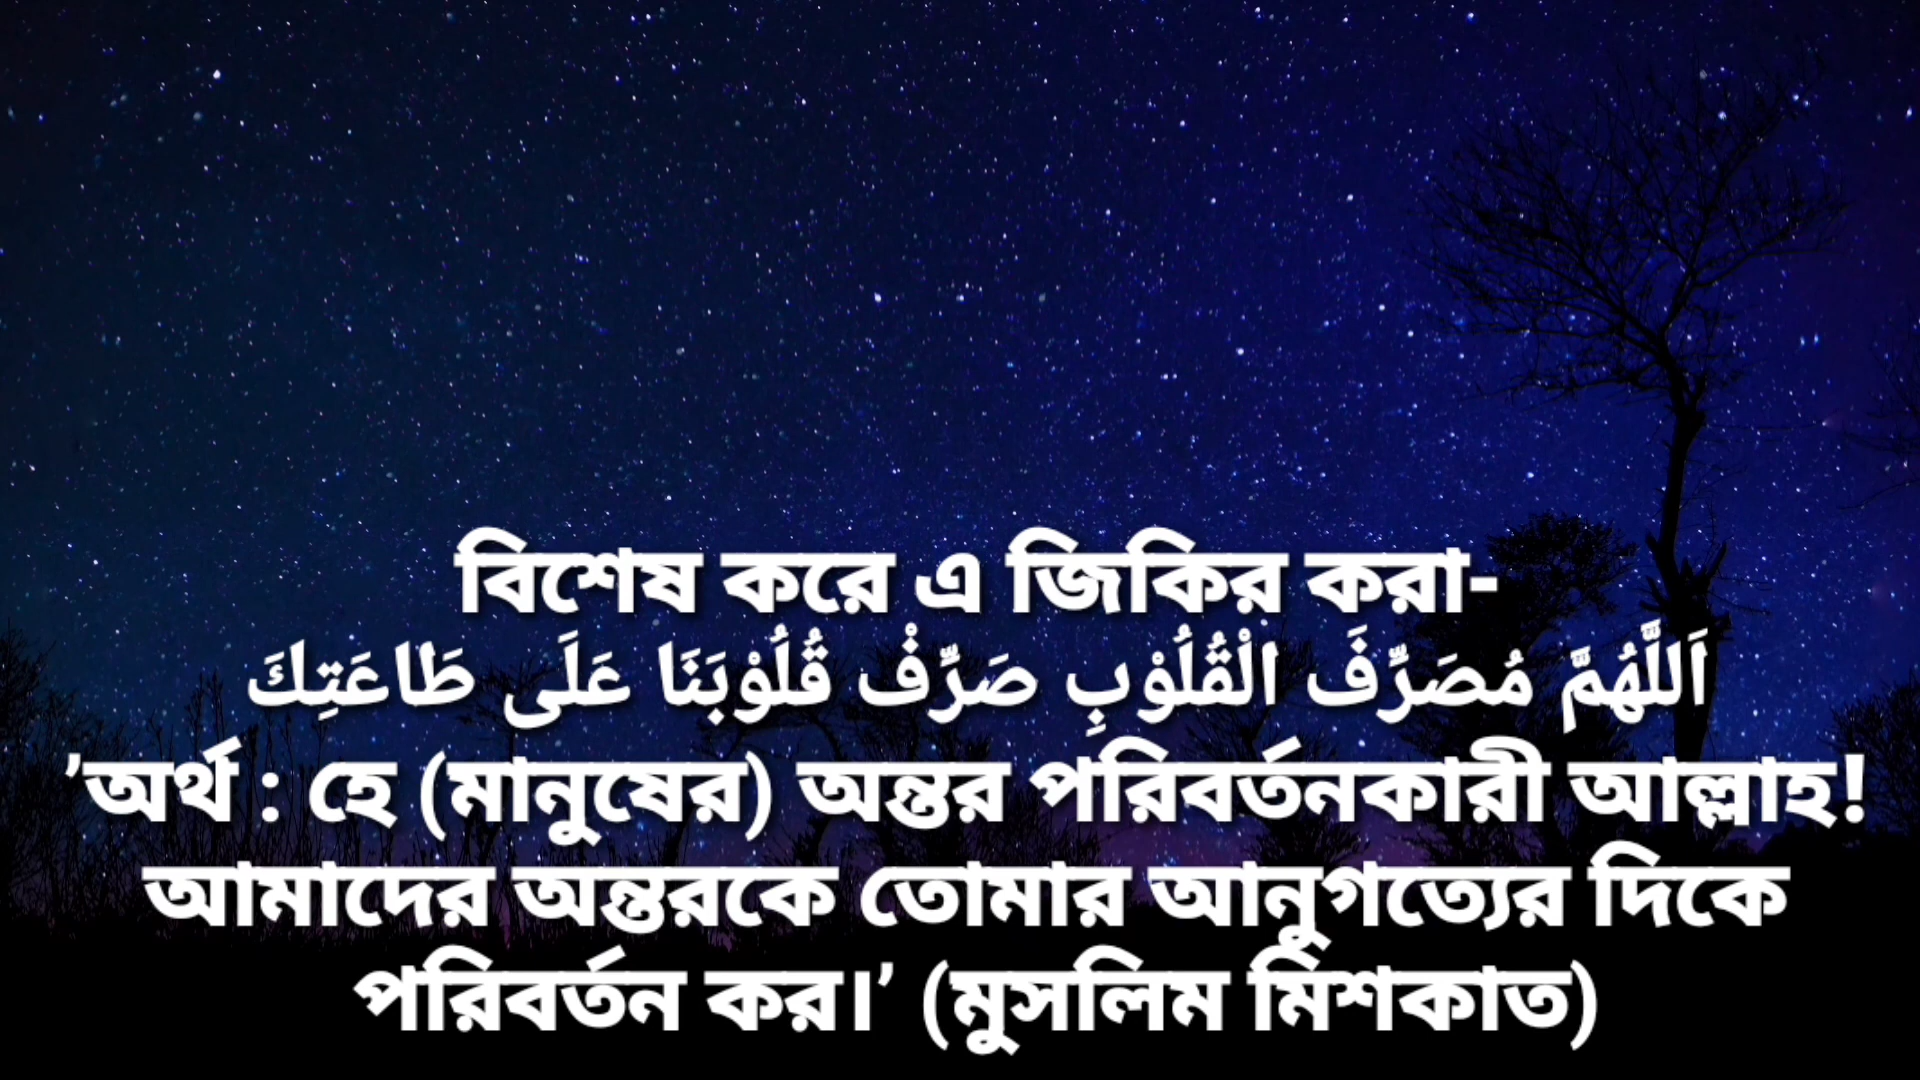 বিশেষ করে এ জিকির করা-
اَللَّهُمَّ مُصَرِّفَ الْقُلُوْبِ صَرِّفْ قُلُوْبَنَا عَلَى طَاعَتِكَ
’অর্থ : হে (মানুষের) অন্তর পরিবর্তনকারী আল্লাহ!
আমাদের অন্তরকে তোমার আনুগত্যের দিকে
পরিবর্তন কর।’ (মুসলিম মিশকাত)